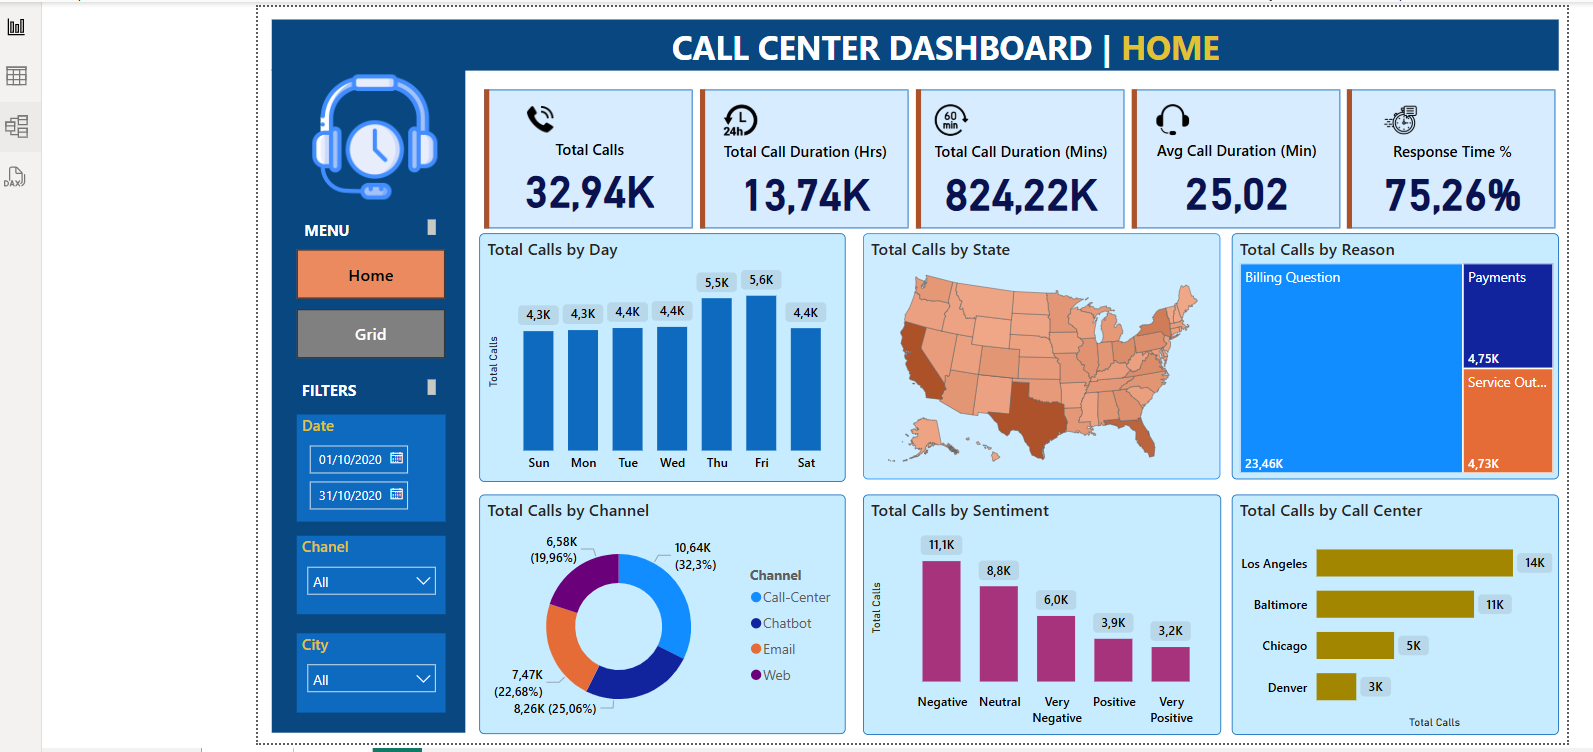 CALL CENTER DASHBOARD | HOME
DAX
MENU
Home
Grid
FILTERS
Date
01/10/2020
31/10/2020
Chanel
All
City
All
Total Calls
32,94K
24h
Total Call Duration (Hrs)
13,74K
60
min
Total Call Duration (Mins)
824,22K
Avg Call Duration (Min)
25,02
Response Time %
75,26%
Total Calls by Day
Total Calls
4,3K
4,3K
4,4K
4,4K
5,5K
5,6K
4,4K
Sun
Mon
Tue
Wed
Thu
Fri
Sat
Total Calls by State
Total Calls by Reason
Billing Question
23,46K
Payments
4,75K
Service Out...
4,73K
Total Calls by Channel
6,58K
(19,96%)
10,64K
(32,3%)
7,47K
(22,68%)
8,26K (25,06%)
Channel
Call-Center
Chatbot
Email
Web
Total Calls by Sentiment
Total Calls
11,1K
8,8K
6,0K
3,9K
3,2K
Negative
Neutral
Very
Negative
Positive
Very
Positive
Total Calls by Call Center
Los Angeles
14K
Baltimore
11K
Chicago
5K
Denver
3K
Total Calls